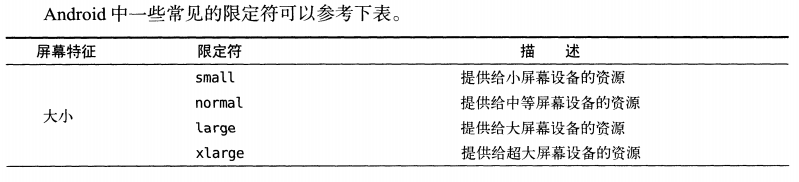 Android 中一些常见的限定符可以参考下表。
屏幕特征 限定符 描 述
small 提供给小屏幕设备的资源
normal 提供给中等屏幕设备的资源
大小
large 提供给大屏幕设备的资源
xlarge 提供给超大屏幕设备的资源